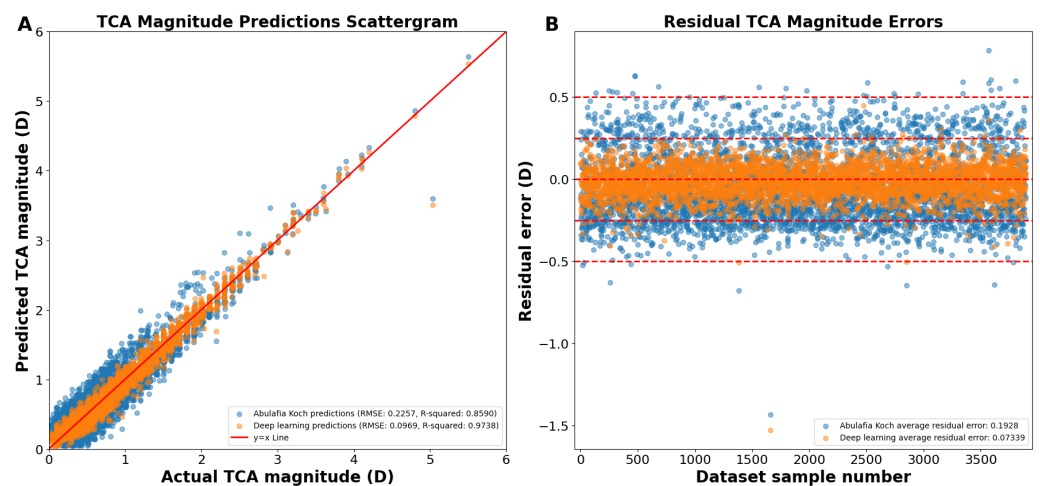 A
TCA Magnitude Predictions Scattergram
6
5
4
3
2
1
0
Predicted TCA magnitude (D)
Abulafia Koch predictions (RMSE: 0.2257, R-squared: 0.8590)
Deep learning predictions (RMSE: 0.0969, R-squared: 0.9738)
y=x Line
0 1 2 3 4 5 6
Actual TCA magnitude (D)
B
Residual TCA Magnitude Errors
0.5
0.0
−0.5
−1.0
−1.5
Residual error (D)
Abulafia Koch average residual error: 0.1928
Deep learning average residual error: 0.07339
0 500 1000 1500 2000 2500 3000 3500
Dataset sample number